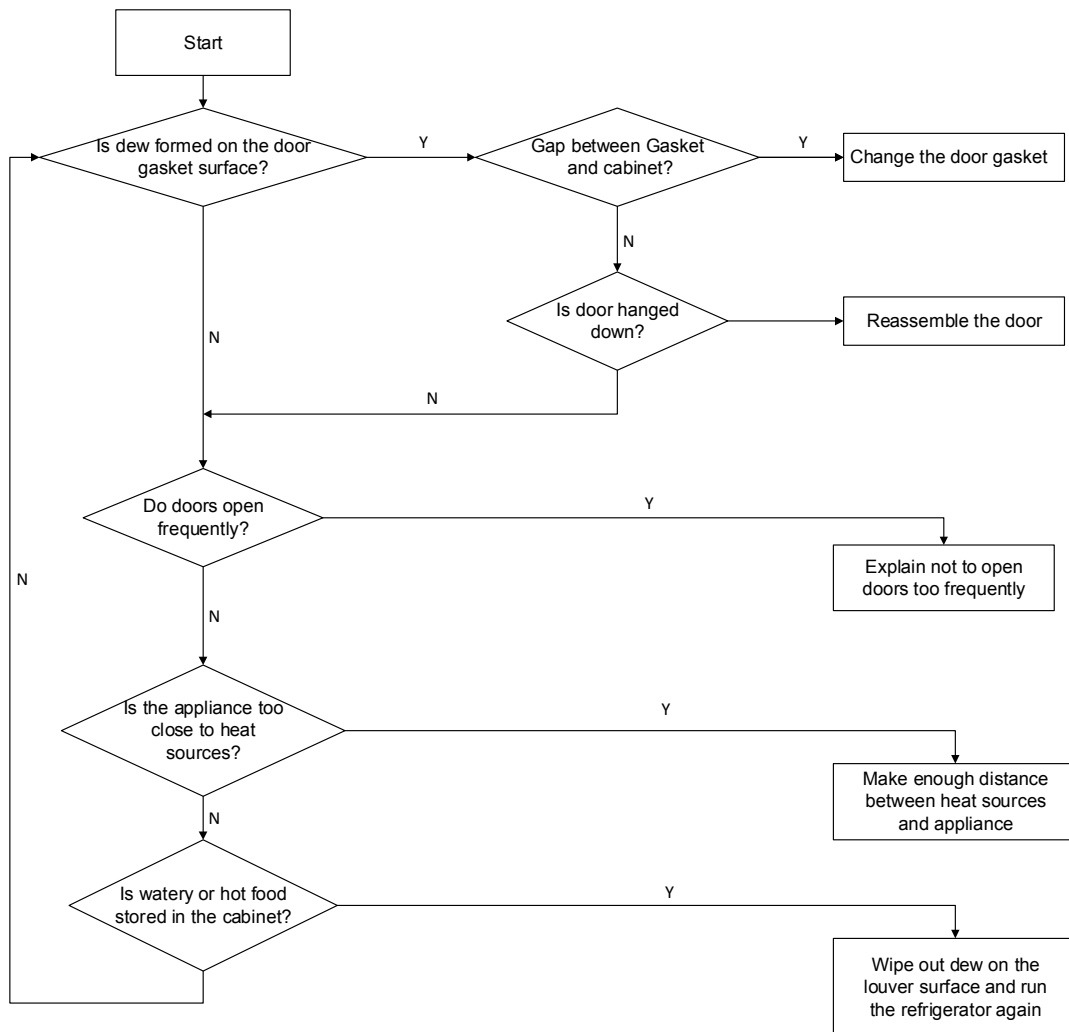 Start
Is dew formed on the door
gasket surface?
Y
Gap between Gasket
and cabinet?
Y
Change the door gasket
N
Is door hanged
down?
Reassemble the door
N
N
Do doors open
frequently?
Y
Explain not to open
doors too frequently
N
N
Is the appliance too
close to heat
sources?
Y
Make enough distance
between heat sources
and appliance
N
Is watery or hot food
stored in the cabinet?
Y
Wipe out dew on the
louver surface and run
the refrigerator again